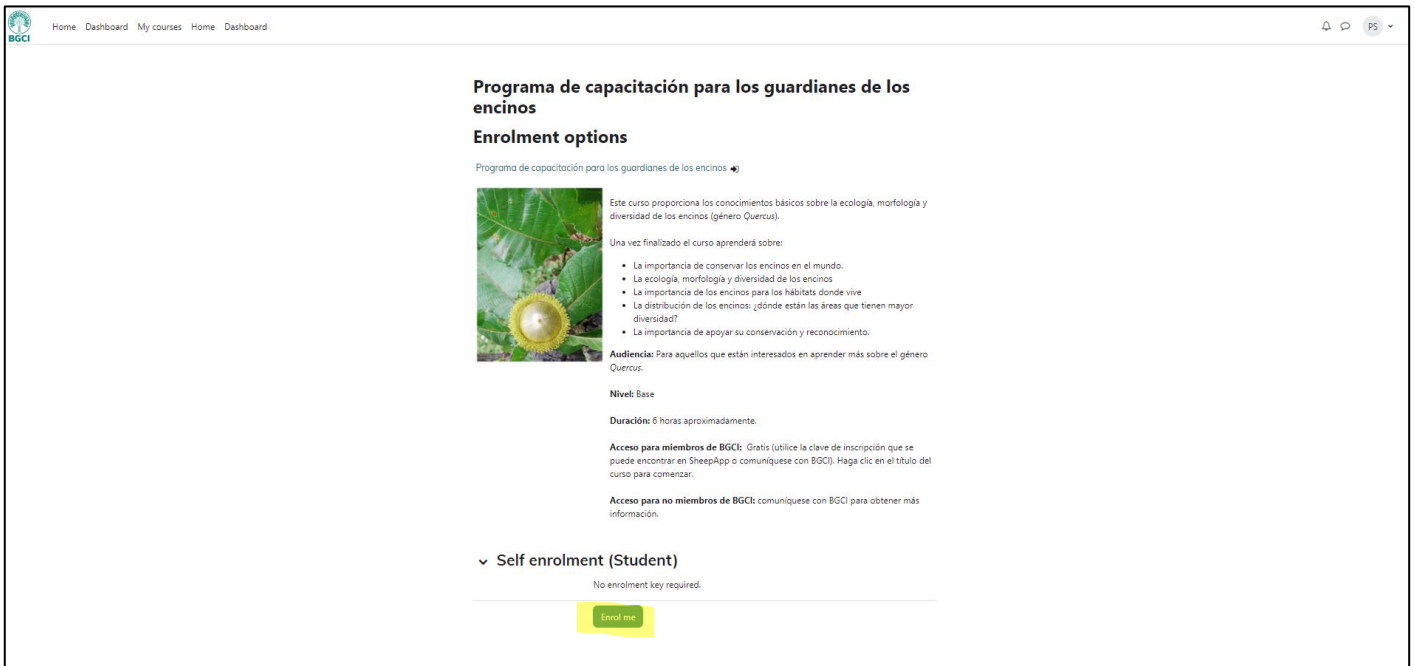 BGCI
Home Dashboard My courses Home Dashboard
PS
Programa de capacitación para los guardianes de los
encinos
Enrolment options
Programa de capacitación para los guardianes de los encinos
Este curso proporciona los conocimientos básicos sobre la ecología, morfología y
diversidad de los encinos (género Quercus).
Una vez finalizado el curso aprenderá sobre:
• La importancia de conservar los encinos en el mundo.
• La ecología, morfología y diversidad de los encinos
• La importancia de los encinos para los hábitats donde vive
• La distribución de los encinos: ¿dónde están las áreas que tienen mayor
diversidad?
• La importancia de apoyar su conservación y reconocimiento.
Audiencia: Para aquellos que están interesados en aprender más sobre el género
Quercus.
Nivel: Base
Duración: 6 horas aproximadamente.
Acceso para miembros de BGCI: Gratis (utilice la clave de inscripción que se
puede encontrar en SheepApp o comuníquese con BGCI). Haga clic en el título del
curso para comenzar.
Acceso para no miembros de BGCI: comuníquese con BGCI para obtener más
información.
Self enrolment (Student)
No enrolment key required.
Enrol me